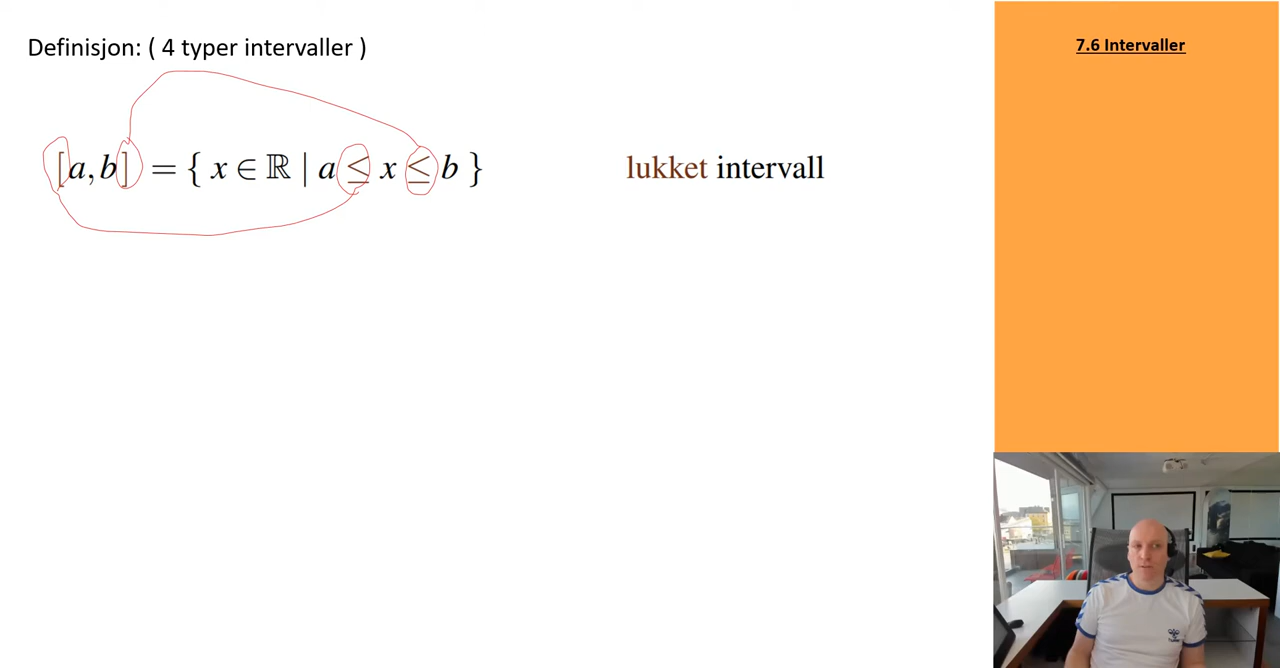 Definisjon: ( 4 typer intervaller )
7.6 Intervaller
[a, b] = { x ∈ ℝ | a ≤ x ≤ b }
lukket intervall